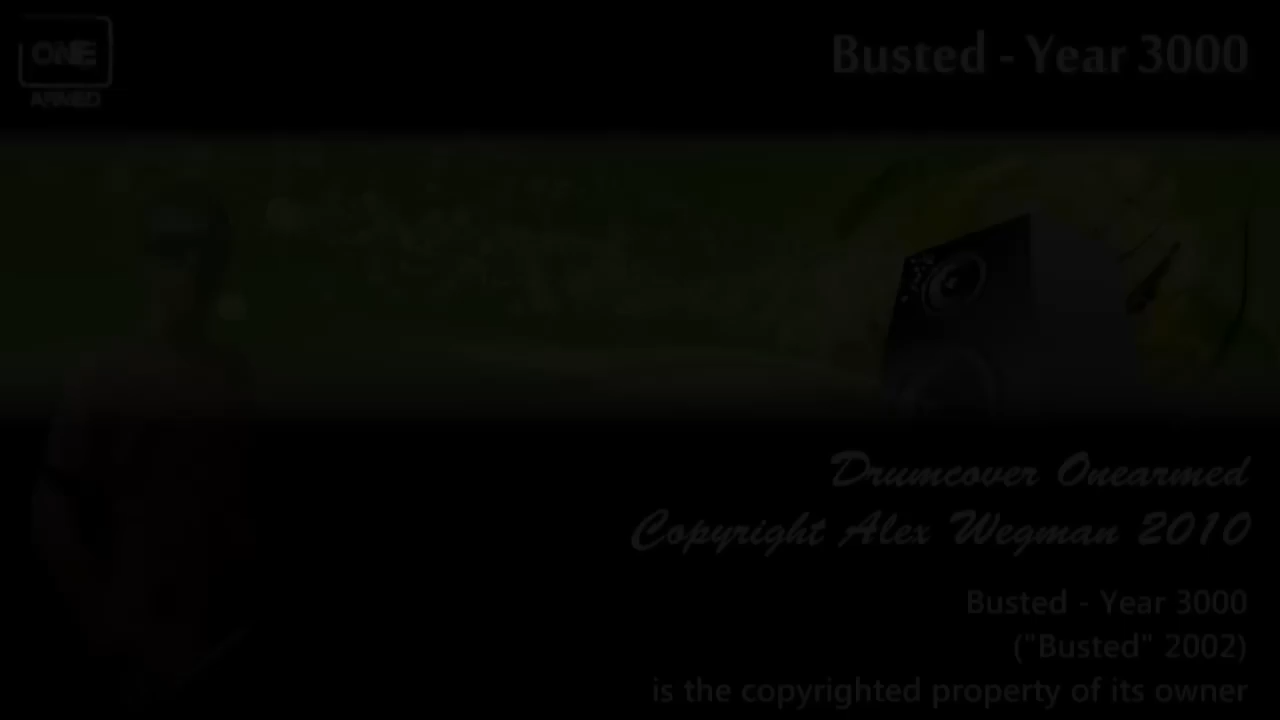 ONE
ARMED
Busted - Year 3000
Drumcover Onearmed
Copyright Alex Wegman 2010
Busted - Year 3000
("Busted" 2002)
is the copyrighted property of its owner